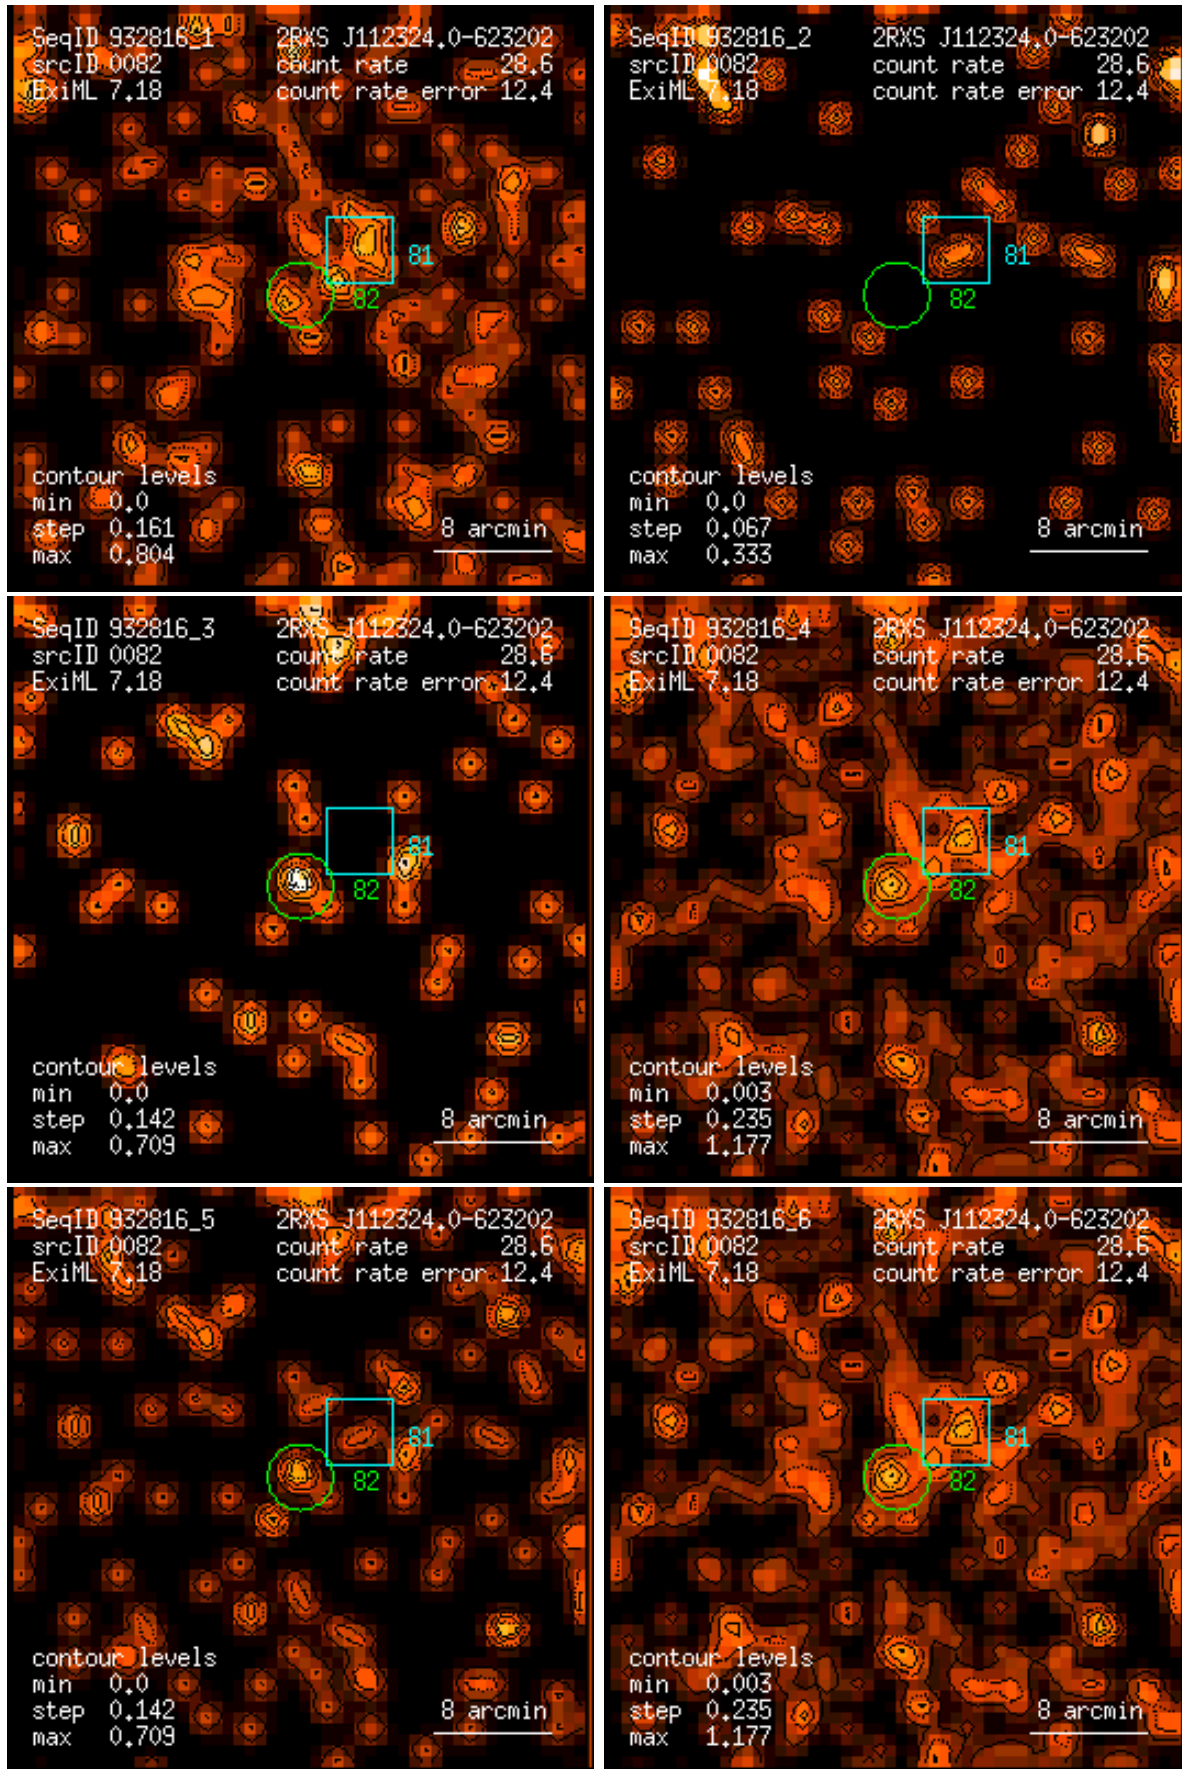 SeqID 932816_1 2RXS J112324.0-623202
srcID 0082 count rate 28.6
ExiML 7.18 count rate error 12.4
81
82
contour levels
min 0.0
step 0.161
max 0.804
8 arcmin
SeqID 932816_2 2RXS J112324.0-623202
srcID 0082 count rate 28.6
ExiML 7.18 count rate error 12.4
81
82
contour levels
min 0.0
step 0.067
max 0.333
8 arcmin
SeqID 932816_3 2RXS J112324.0-623202
srcID 0082 count rate 28.6
ExiML 7.18 count rate error 12.4
81
82
contour levels
min 0.0
step 0.142
max 0.709
8 arcmin
SeqID 932816_4 2RXS J112324.0-623202
srcID 0082 count rate 28.6
ExiML 7.18 count rate error 12.4
81
82
contour levels
min 0.003
step 0.235
max 1.177
8 arcmin
SeqID 932816_5 2RXS J112324.0-623202
srcID 0082 count rate 28.6
ExiML 7.18 count rate error 12.4
81
82
contour levels
min 0.0
step 0.142
max 0.709
8 arcmin
SeqID 932816_6 2RXS J112324.0-623202
srcID 0082 count rate 28.6
ExiML 7.18 count rate error 12.4
81
82
contour levels
min 0.003
step 0.235
max 1.177
8 arcmin